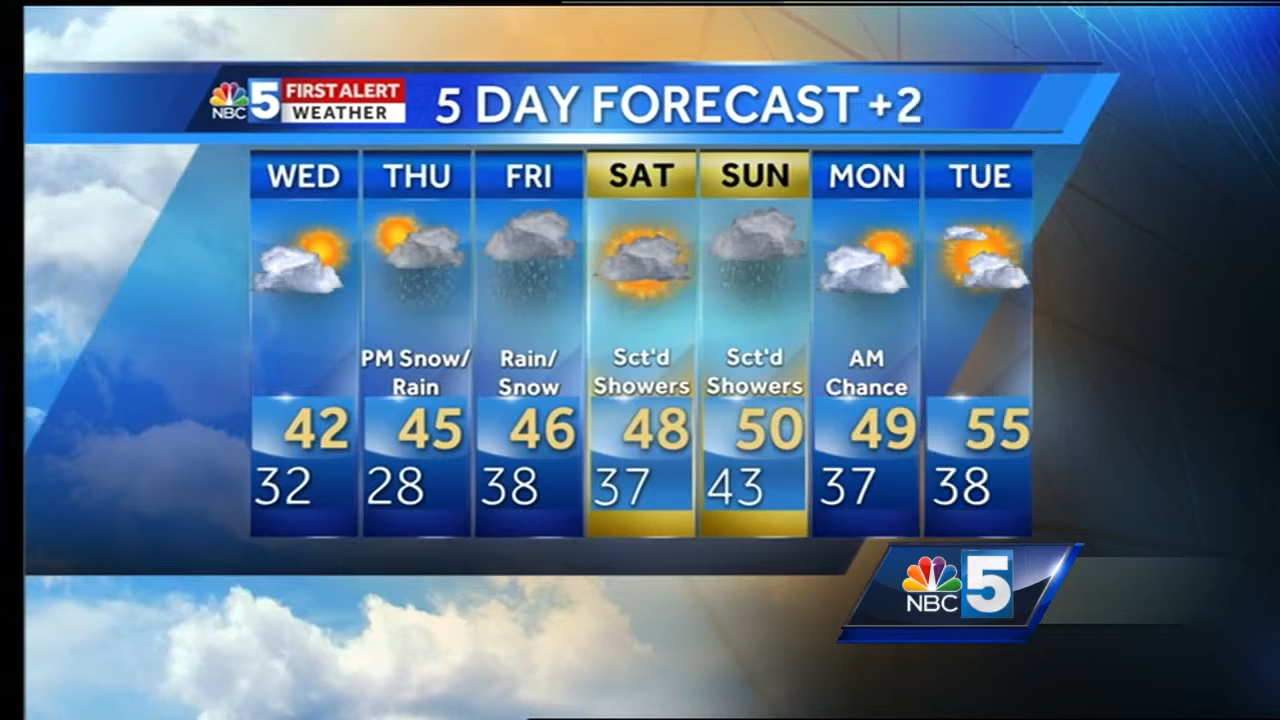 NBC 5 FIRST ALERT WEATHER
5 DAY FORECAST +2
WED THU FRI SAT SUN MON TUE
PM Snow/ Rain/ Sct'd Sct'd AM
Rain Snow Showers Showers Chance
42 45 46 48 50 49 55
32 28 38 37 43 37 38
NBC 5